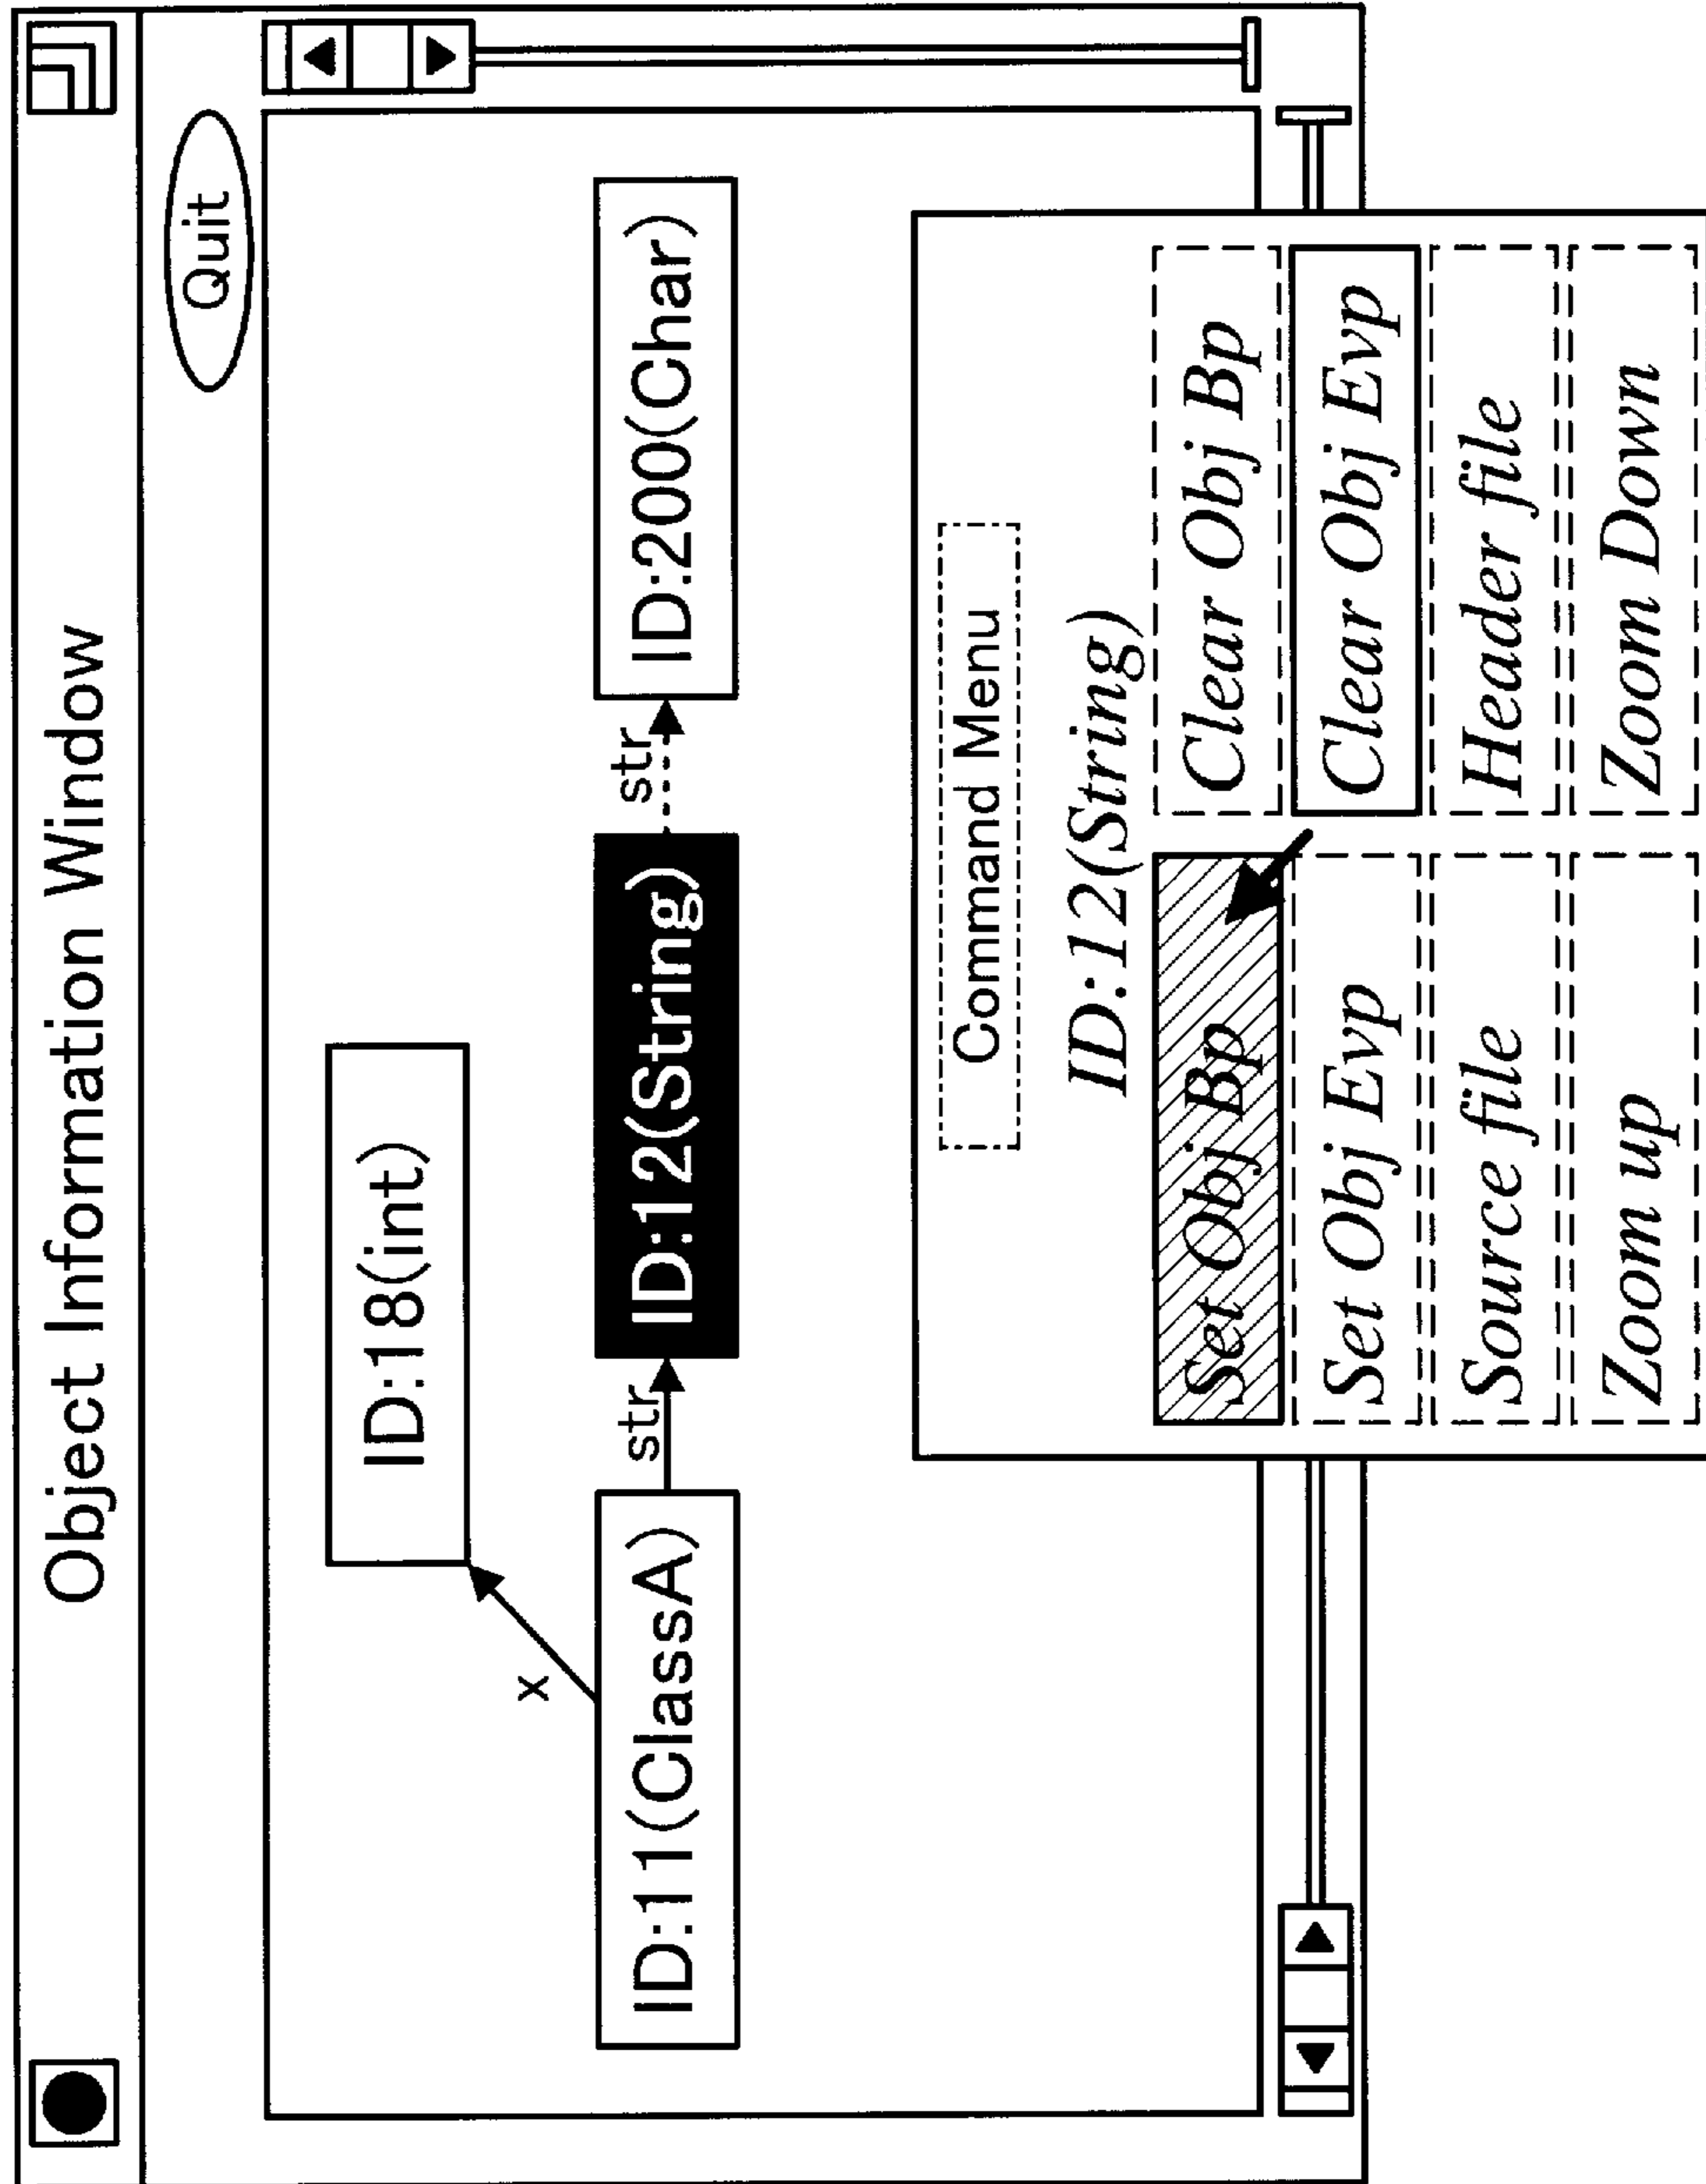 Object Information Window
Quit
ID:18(int)
x
str
str
ID:11(ClassA)
ID:12(String)
ID:200(Char)
Command Menu
ID:12(String)
Set Obj Bp
Clear Obj Bp
Set Obj Evp
Clear Obj Evp
Source file
Header file
Zoom up
Zoom Down